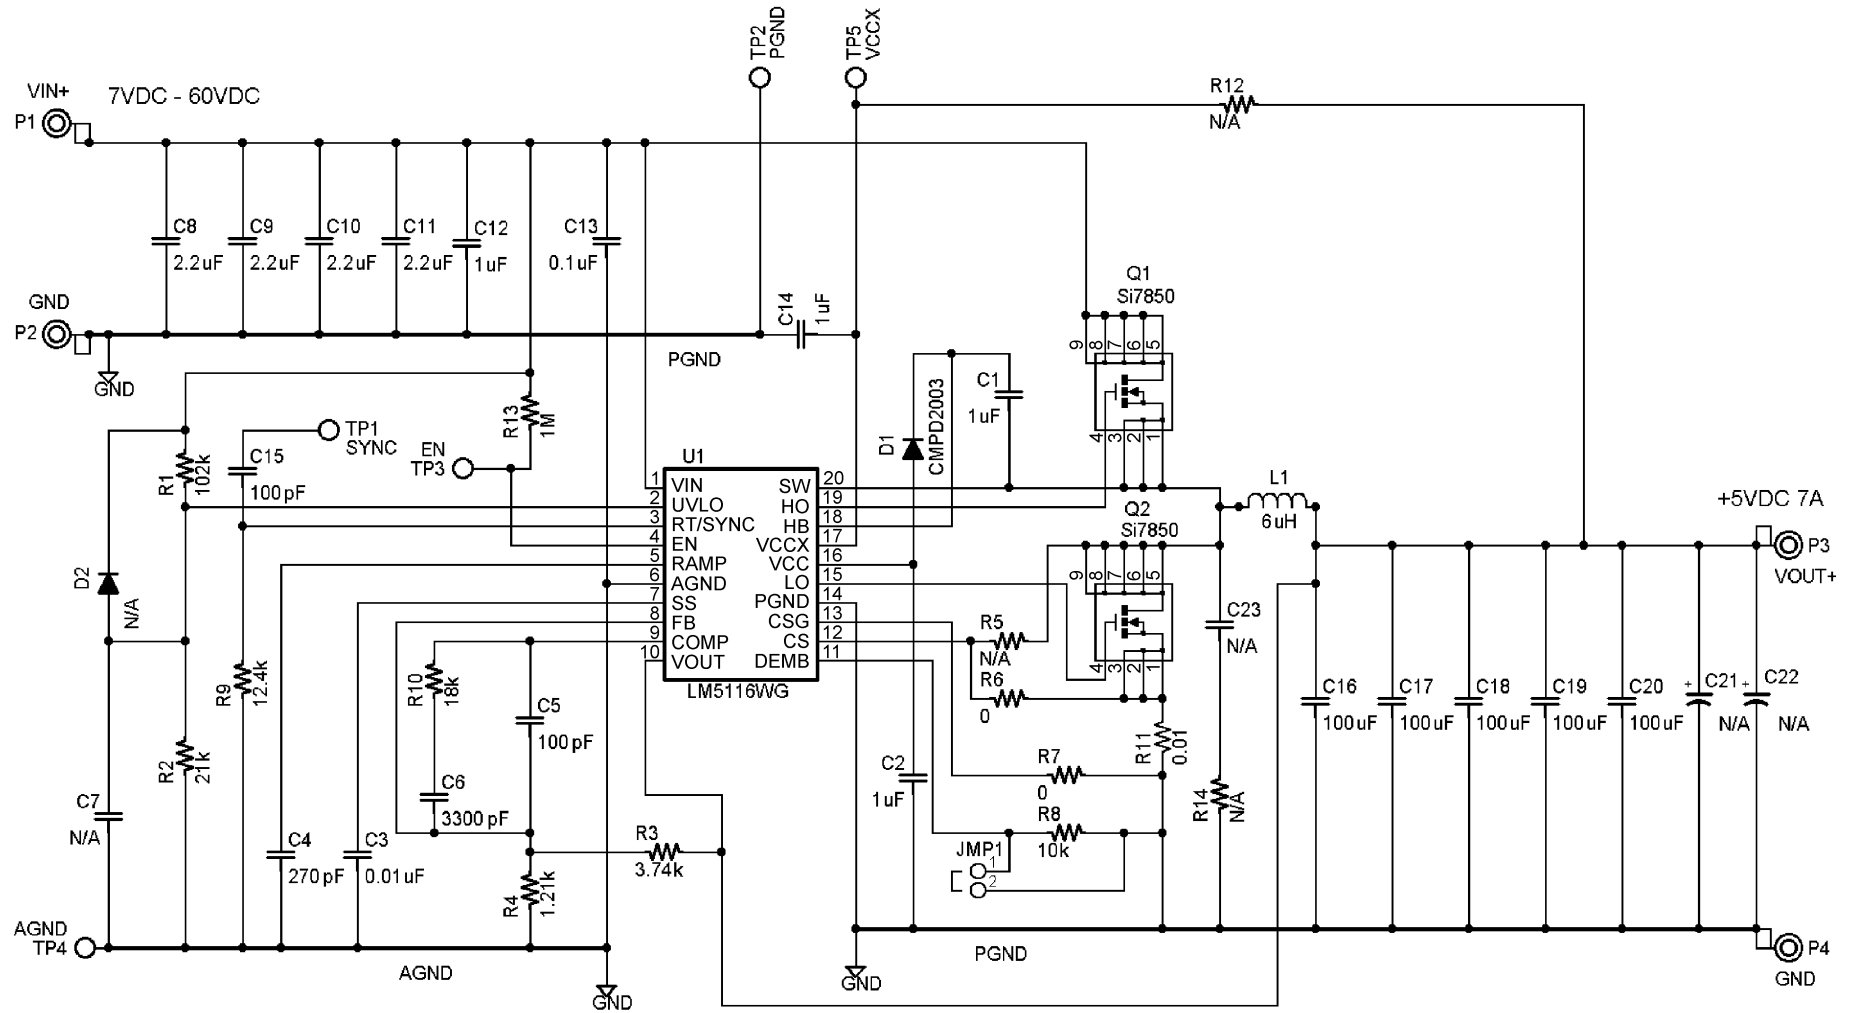 TP2
PGND
TP5
VCCX
VIN+
P1
7VDC - 60VDC
R12
N/A
C8
2.2uF
C9
2.2uF
C10
2.2uF
C11
2.2uF
C12
1uF
C13
0.1uF
GND
P2
GND
C14
1uF
PGND
Q1
Si7850
9 8 7 6 5
4 3 2 1
R13
1M
TP1
SYNC
EN
TP3
R1
102k
C15
100pF
D1
CMPD2003
C1
1uF
U1
1 VIN
2 UVLO
3 RT/SYNC
4 EN
5 RAMP
6 AGND
7 SS
8 FB
9 COMP
10 VOUT
SW 20
HO 19
HB 18
VCCX 17
VCC 16
LO 15
PGND 14
CSG 13
CS 12
DEMB 11
LM5116WG
Q2
Si7850
9 8 7 6 5
4 3 2 1
L1
6uH
+5VDC 7A
P3
VOUT+
D2
N/A
R5
N/A
R6
0
C23
N/A
R9
12.4k
R10
18k
C5
100pF
R2
21k
C6
3300pF
C7
N/A
C4
270pF
C3
0.01uF
R3
3.74k
R4
1.21k
C2
1uF
R7
0
R11
0.01
R8
10k
JMP1
1
2
R14
N/A
C16
100uF
C17
100uF
C18
100uF
C19
100uF
C20
100uF
+
C21
N/A
+
C22
N/A
AGND
TP4
AGND
GND
GND
PGND
P4
GND